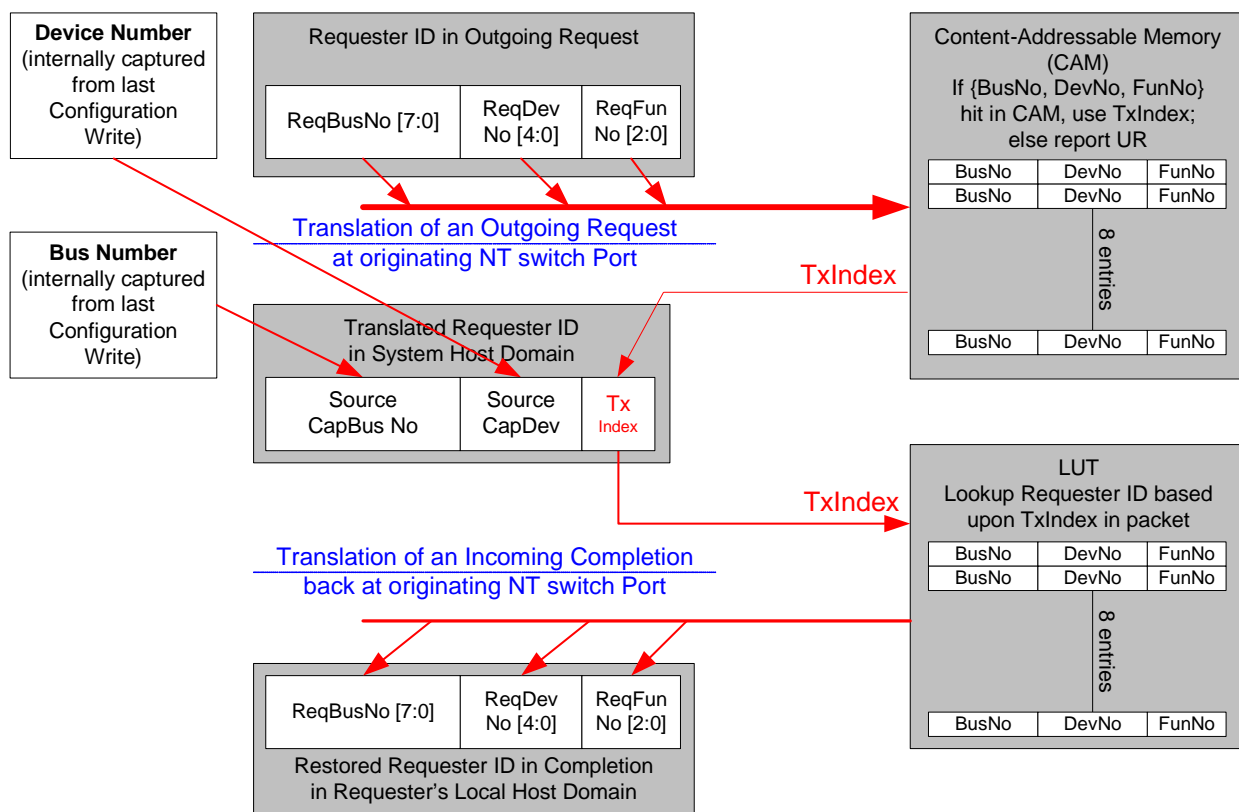 Device Number
(internally captured
from last
Configuration
Write)
Requester ID in Outgoing Request
ReqBusNo [7:0]
ReqDev
No [4:0]
ReqFun
No [2:0]
Content-Addressable Memory
(CAM)
If {BusNo, DevNo, FunNo}
hit in CAM, use TxIndex;
else report UR
BusNo DevNo FunNo
BusNo DevNo FunNo
8 entries
BusNo DevNo FunNo
Translation of an Outgoing Request
at originating NT switch Port
Bus Number
(internally captured
from last
Configuration
Write)
TxIndex
Translated Requester ID
in System Host Domain
Source
CapBus No
Source
CapDev
Tx
Index
TxIndex
LUT
Lookup Requester ID based
upon TxIndex in packet
BusNo DevNo FunNo
BusNo DevNo FunNo
8 entries
BusNo DevNo FunNo
Translation of an Incoming Completion
back at originating NT switch Port
ReqBusNo [7:0]
ReqDev
No [4:0]
ReqFun
No [2:0]
Restored Requester ID in Completion
in Requester's Local Host Domain